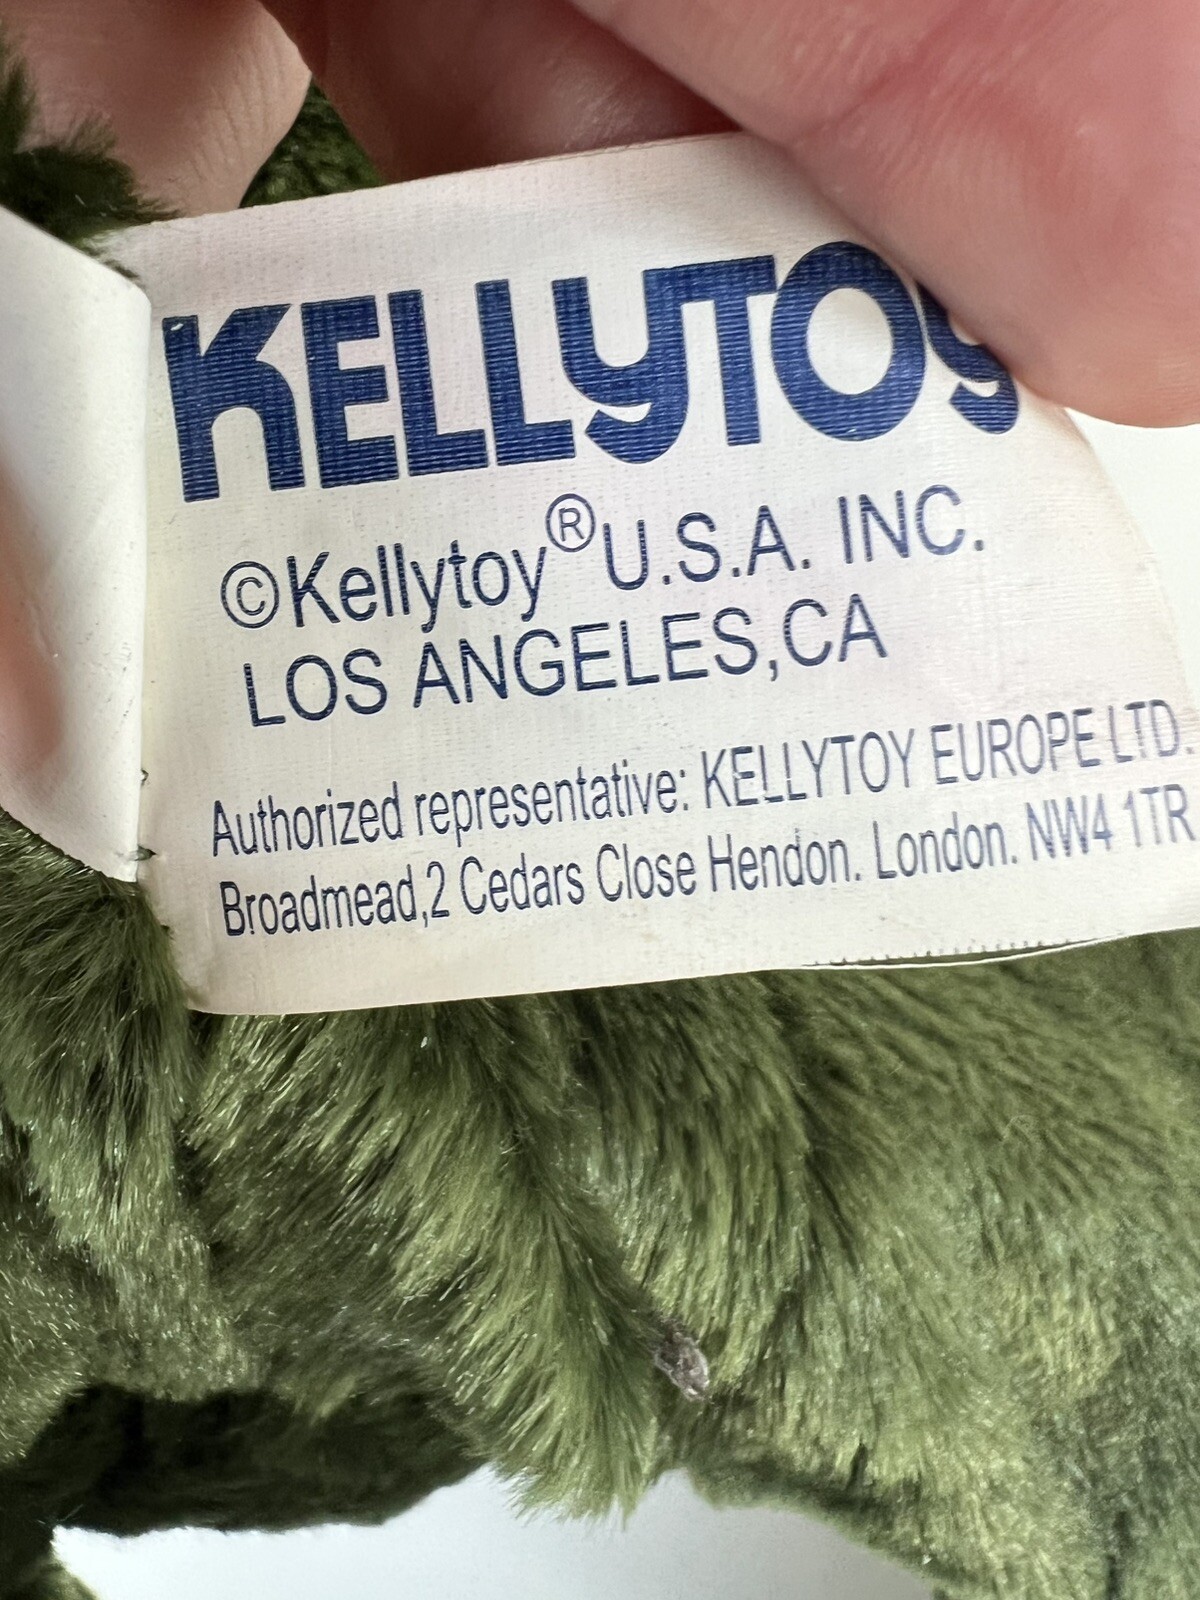 KELLYTOY
©Kellytoy® U.S.A. INC.
LOS ANGELES,CA
Authorized representative: KELLYTOY EUROPE LTD.
Broadmead,2 Cedars Close Hendon. London. NW4 1TR